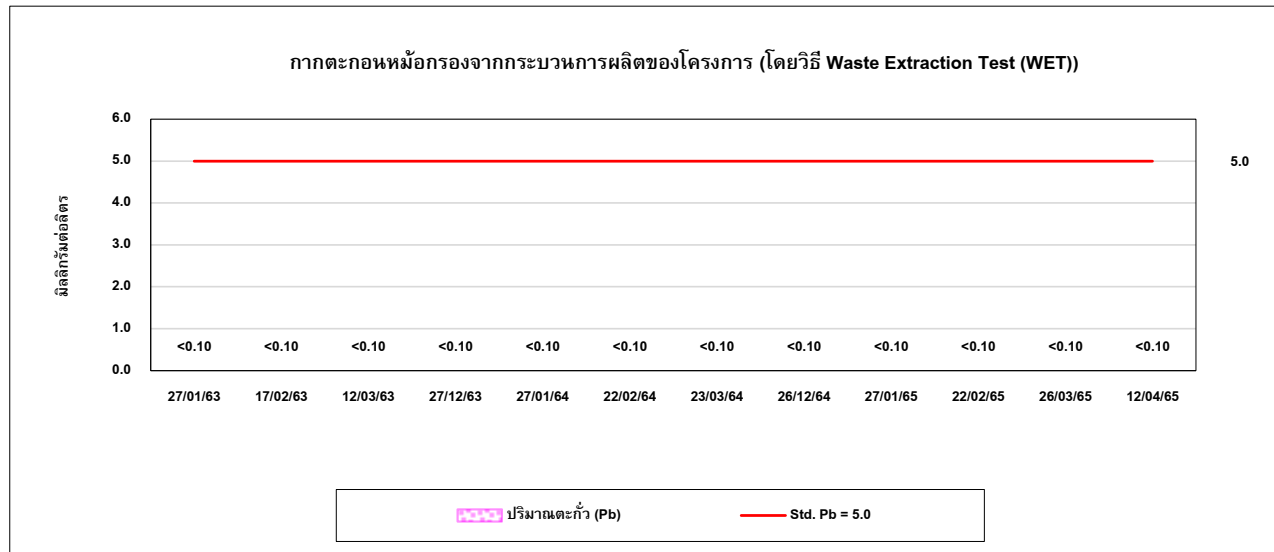 กากตะกอนหม้อกรองจากกระบวนการผลิตของโครงการ (โดยวิธี Waste Extraction Test (WET))
มิลลิกรัมต่อลิตร
6.0
5.0
4.0
3.0
2.0
1.0
0.0
5.0
<0.10 <0.10 <0.10 <0.10 <0.10 <0.10 <0.10 <0.10 <0.10 <0.10 <0.10 <0.10
27/01/63 17/02/63 12/03/63 27/12/63 27/01/64 22/02/64 23/03/64 26/12/64 27/01/65 22/02/65 26/03/65 12/04/65
ปริมาณตะกั่ว (Pb) Std. Pb = 5.0